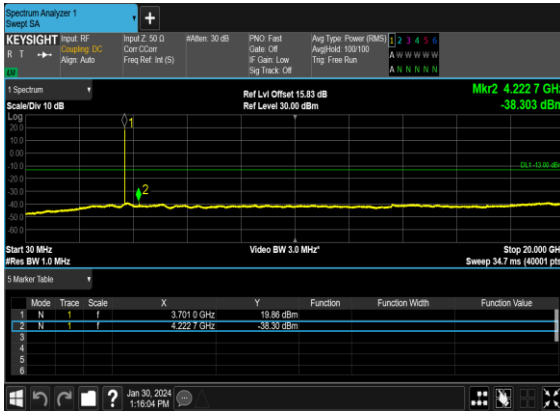 Spectrum Analyzer 1
Swept SA
+
KEYSIGHT
R T
LXI
Input: RF
Coupling: DC
Align: Auto
Input Z: 50 Ω
Corr CCorr
Freq Ref: Int (S)
#Atten: 30 dB
PNO: Fast
Gate: Off
IF Gain: Low
Sig Track: Off
Avg Type: Power (RMS)
Avg|Hold: 100/100
Trig: Free Run
1 2 3 4 5 6
A W W W W W
A N N N N N
1 Spectrum
Scale/Div 10 dB
Ref Lvl Offset 15.83 dB
Ref Level 30.00 dBm
Mkr2 4.222 7 GHz
-38.303 dBm
Log
20.0
10.0
0.00
-10.0
-20.0
-30.0
-40.0
-50.0
-60.0
1
2
DL1 -13.00 dBm
Start 30 MHz
#Res BW 1.0 MHz
Video BW 3.0 MHz*
Stop 20.000 GHz
Sweep 34.7 ms (40001 pts)
5 Marker Table
Mode Trace Scale X Y Function Function Width Function Value
1 N 1 f 3.701 0 GHz 19.86 dBm
2 N 1 f 4.222 7 GHz -38.30 dBm
3
4
5
6
?
Jan 30, 2024
1:16:04 PM